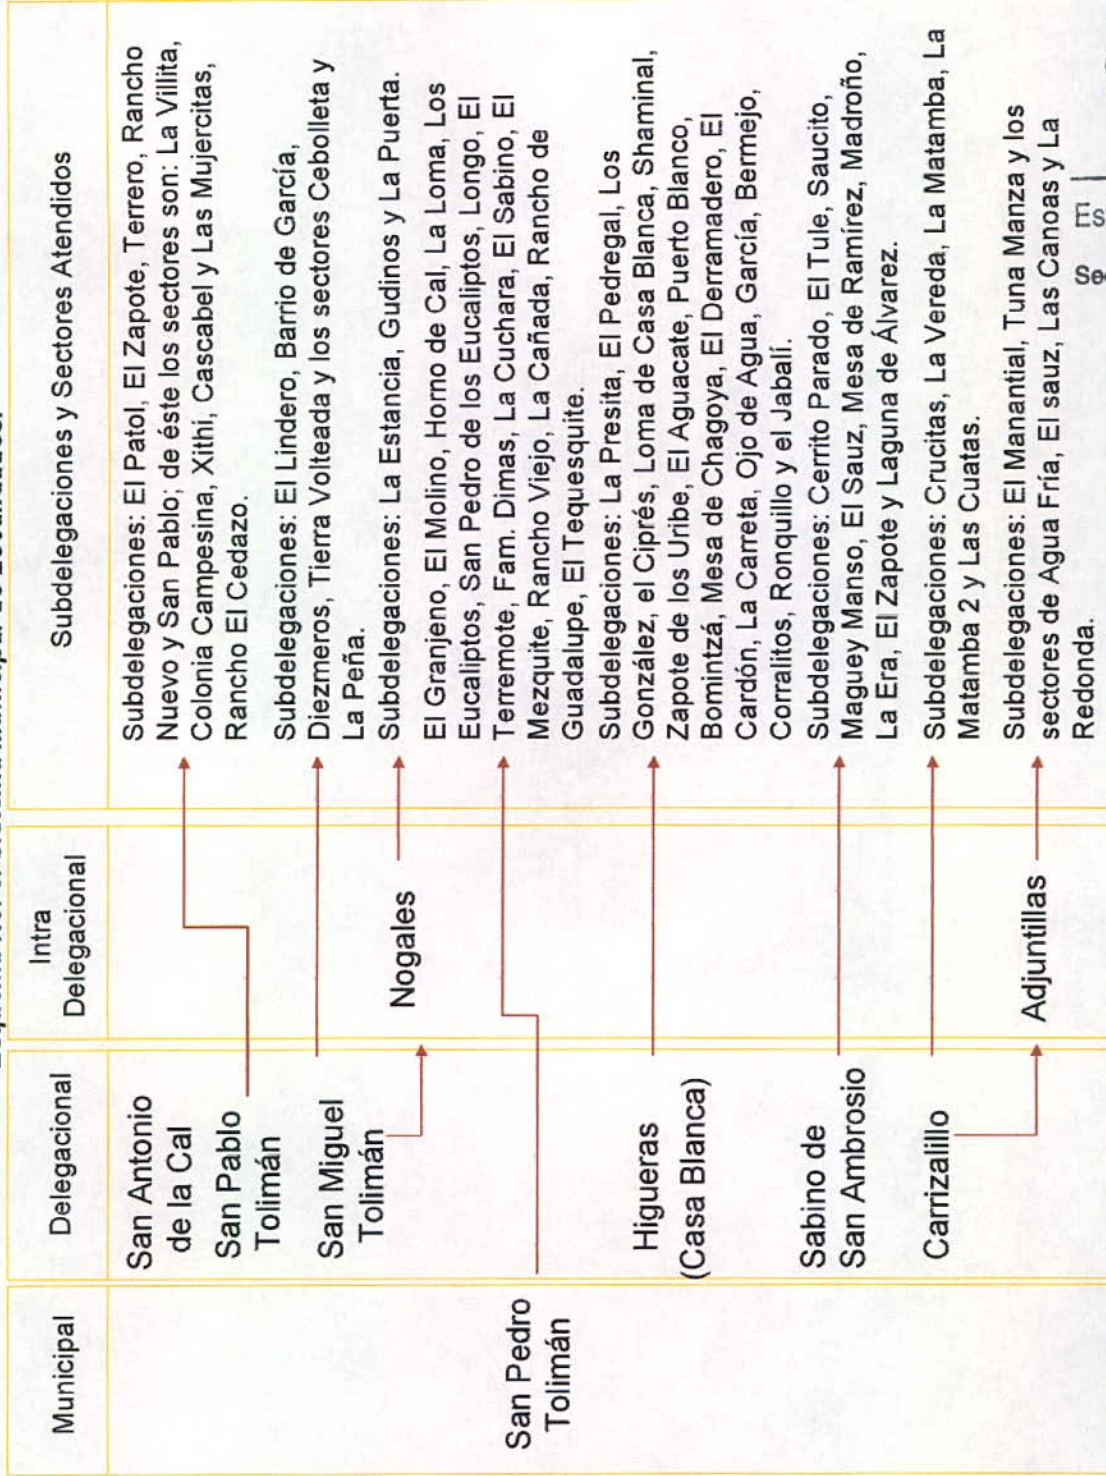 Municipal
Delegacional
Intra
Delegacional
Subdelegaciones y Sectores Atendidos
San Antonio
de la Cal
San Pablo
Tolimán
Subdelegaciones: El Patol, El Zapote, Terrero, Rancho
Nuevo y San Pablo; de éste los sectores son: La Villita,
Colonia Campesina, Xithi, Cascabel y Las Mujercitas,
Rancho El Cedazo.
San Miguel
Tolimán
Subdelegaciones: El Lindero, Barrio de García,
Diezmeros, Tierra Volteada y los sectores Cebolleta y
La Peña.
Nogales
Subdelegaciones: La Estancia, Gudinos y La Puerta.
San Pedro
Tolimán
El Granjeno, El Molino, Horno de Cal, La Loma, Los
Eucaliptos, San Pedro de los Eucaliptos, Longo, El
Terremote, Fam. Dimas, La Cuchara, El Sabino, El
Mezquite, Rancho Viejo, La Cañada, Rancho de
Guadalupe, El Tequesquite.
Higueras
(Casa Blanca)
Subdelegaciones: La Presita, El Pedregal, Los
González, el Ciprés, Loma de Casa Blanca, Shaminal,
Zapote de los Uribe, El Aguacate, Puerto Blanco,
Bomintzá, Mesa de Chagoya, El Derramadero, El
Cardón, La Carreta, Ojo de Agua, García, Bermejo,
Corralitos, Ronquillo y el Jabalí.
Sabino de
San Ambrosio
Subdelegaciones: Cerrito Parado, El Tule, Saucito,
Maguey Manso, El Sauz, Mesa de Ramírez, Madroño,
La Era, El Zapote y Laguna de Álvarez.
Carrizalillo
Subdelegaciones: Crucitas, La Vereda, La Matamba, La
Matamba 2 y Las Cuatas.
Adjuntillas
Subdelegaciones: El Manantial, Tuna Manza y los
sectores de Agua Fría, El sauz, Las Canoas y La
Redonda.